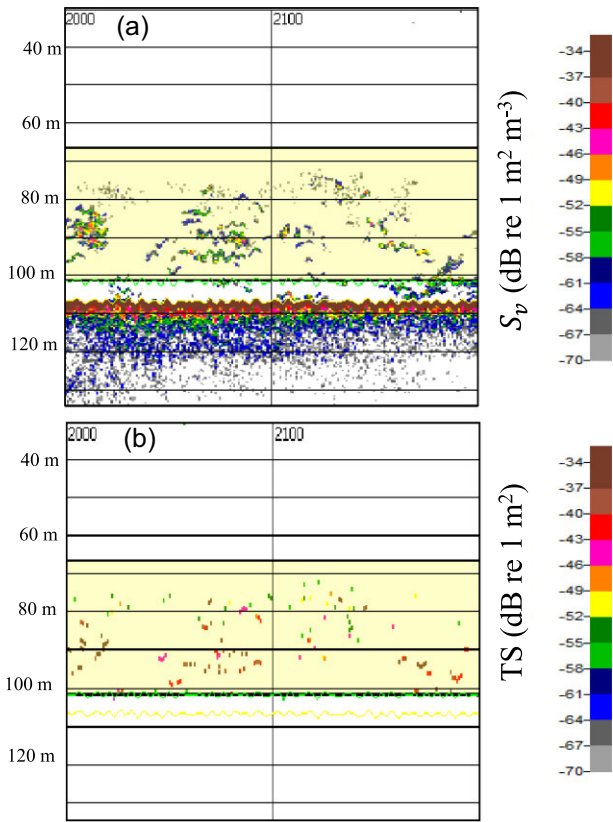 2000 (a) 2100
40 m
60 m
80 m
100 m
120 m
-34
-37
-40
-43
-46
-49
-52
-55
-58
-61
-64
-67
-70
Sv (dB re 1 m² m⁻³)
2000 (b) 2100
40 m
60 m
80 m
100 m
120 m
-34
-37
-40
-43
-46
-49
-52
-55
-58
-61
-64
-67
-70
TS (dB re 1 m²)